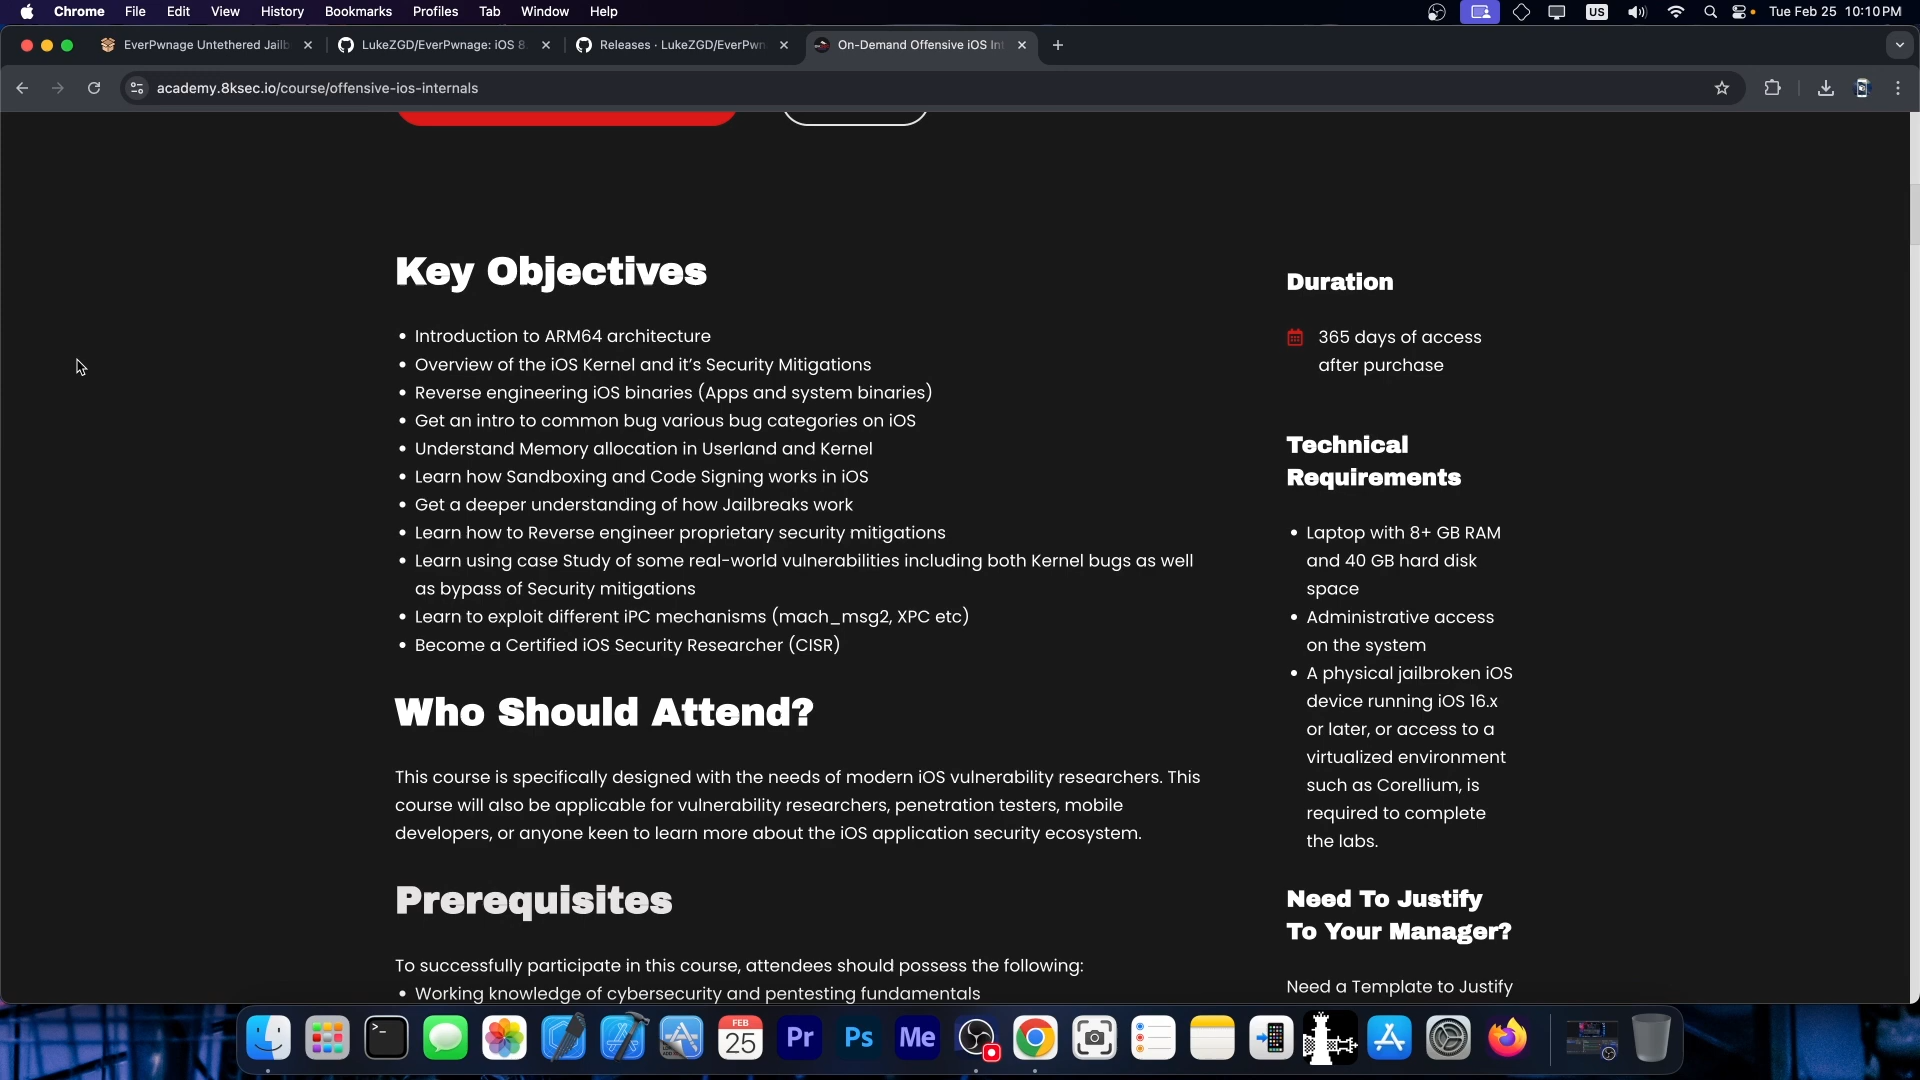 Chrome File Edit View History Bookmarks Profiles Tab Window Help US Tue Feb 25 10:10 PM
EverPwnage Untethered Jailb LukeZGD/EverPwnage: iOS 8. Releases · LukeZGD/EverPwn On-Demand Offensive iOS Int
academy.8ksec.io/course/offensive-ios-internals
Key Objectives
• Introduction to ARM64 architecture
• Overview of the iOS Kernel and it's Security Mitigations
• Reverse engineering iOS binaries (Apps and system binaries)
• Get an intro to common bug various bug categories on iOS
• Understand Memory allocation in Userland and Kernel
• Learn how Sandboxing and Code Signing works in iOS
• Get a deeper understanding of how Jailbreaks work
• Learn how to Reverse engineer proprietary security mitigations
• Learn using case Study of some real-world vulnerabilities including both Kernel bugs as well
as bypass of Security mitigations
• Learn to exploit different iPC mechanisms (mach_msg2, XPC etc)
• Become a Certified iOS Security Researcher (CISR)
Who Should Attend?
This course is specifically designed with the needs of modern iOS vulnerability researchers. This
course will also be applicable for vulnerability researchers, penetration testers, mobile
developers, or anyone keen to learn more about the iOS application security ecosystem.
Prerequisites
To successfully participate in this course, attendees should possess the following:
• Working knowledge of cybersecurity and pentesting fundamentals
Duration
365 days of access
after purchase
Technical
Requirements
• Laptop with 8+ GB RAM
and 40 GB hard disk
space
• Administrative access
on the system
• A physical jailbroken iOS
device running iOS 16.x
or later, or access to a
virtualized environment
such as Corellium, is
required to complete
the labs.
Need To Justify
To Your Manager?
Need a Template to Justify
FEB
25
Pr
Ps
Me